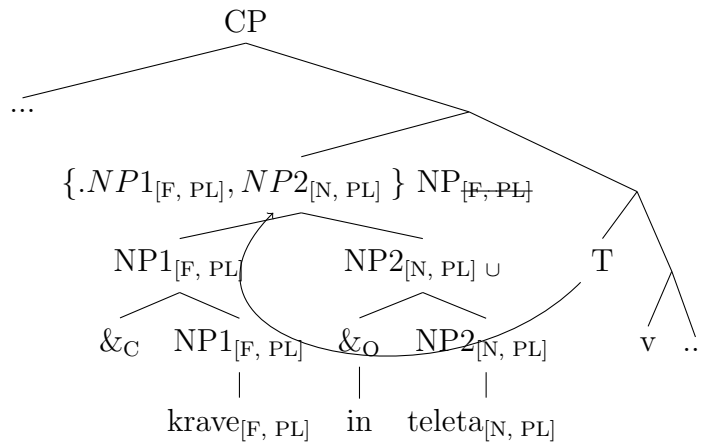 CP
...
{.NP1[F, PL], NP2[N, PL] } NP[F, PL]
NP1[F, PL] NP2[N, PL] ∪ T
&C NP1[F, PL] &O NP2[N, PL] v ..
krave[F, PL] in teleta[N, PL]